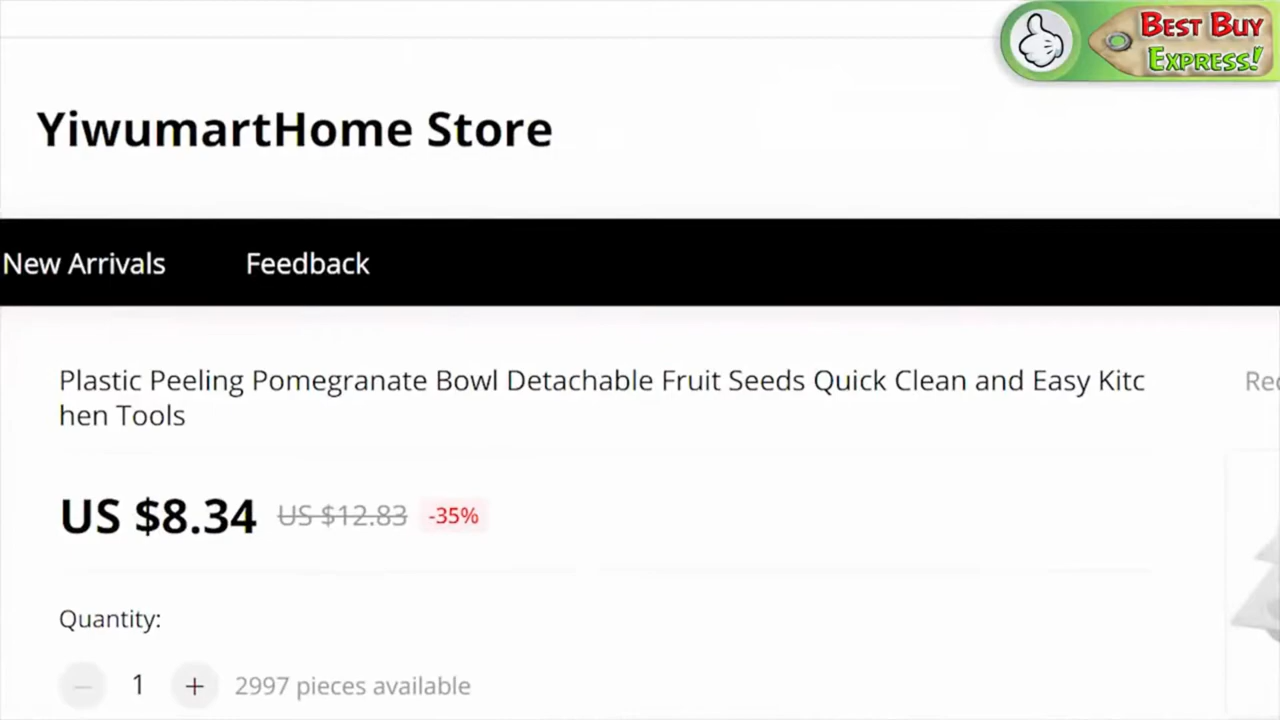 BEST BUY
EXPRESS!
YiwumartHome Store
New Arrivals Feedback
Plastic Peeling Pomegranate Bowl Detachable Fruit Seeds Quick Clean and Easy Kitc
hen Tools
US $8.34 US $12.83 -35%
Quantity:
− 1 + 2997 pieces available